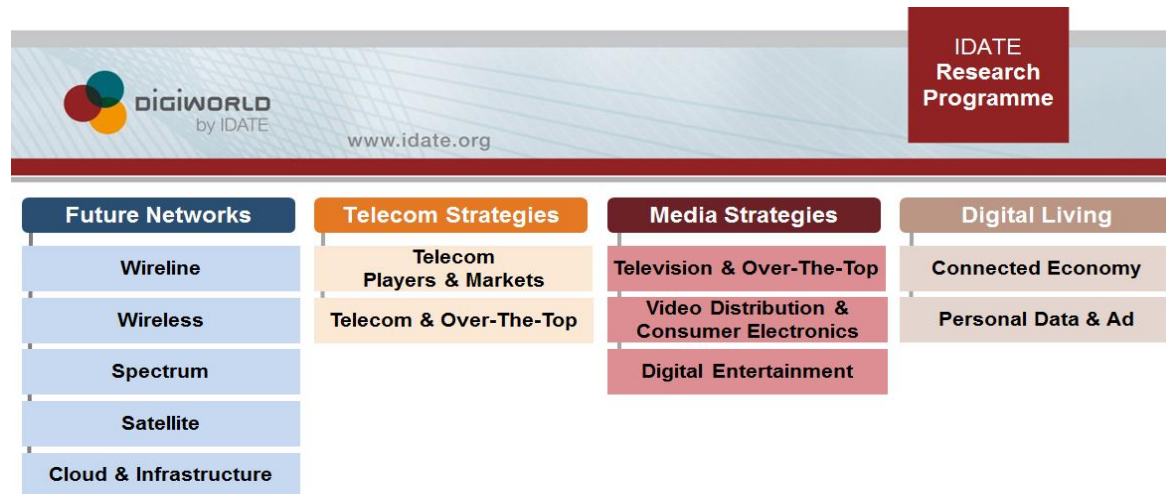 IDATE
Research
Programme
DiGiWORLD
by IDATE
www.idate.org
Future Networks
Wireline
Wireless
Spectrum
Satellite
Cloud & Infrastructure
Telecom Strategies
Telecom
Players & Markets
Telecom & Over-The-Top
Media Strategies
Television & Over-The-Top
Video Distribution &
Consumer Electronics
Digital Entertainment
Digital Living
Connected Economy
Personal Data & Ad